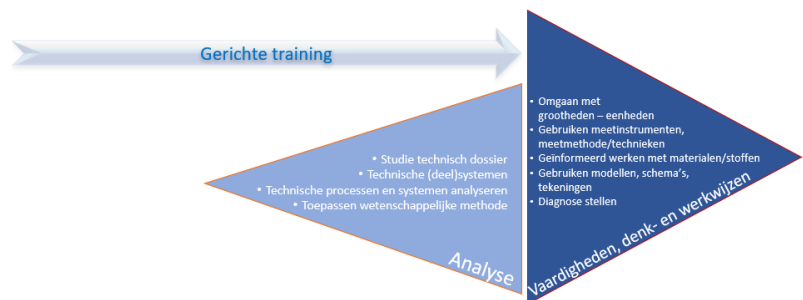 Gerichte training
• Studie technisch dossier
• Technische (deel)systemen
• Technische processen en systemen analyseren
• Toepassen wetenschappelijke methode
Analyse
• Omgaan met
grootheden – eenheden
• Gebruiken meetinstrumenten,
meetmethode/technieken
• Geïnformeerd werken met materialen/stoffen
• Gebruiken modellen, schema's,
tekeningen
• Diagnose stellen
Vaardigheden, denk- en werkwijzen